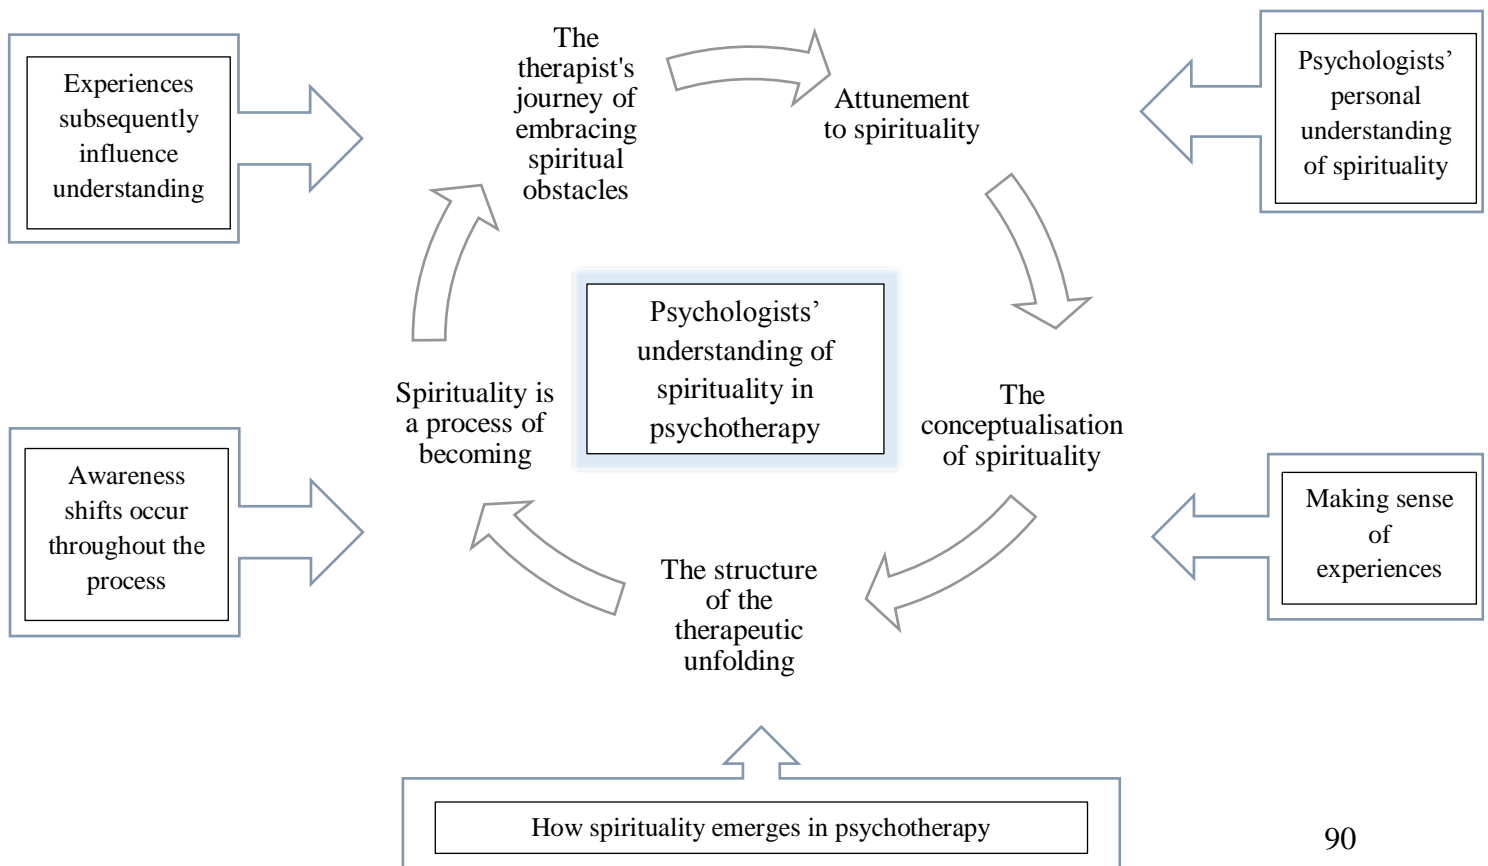 The
therapist's
journey of
embracing
spiritual
obstacles
Attunement
to spirituality
The
conceptualisation
of spirituality
The structure
of the
therapeutic
unfolding
Spirituality is
a process of
becoming
Psychologists’
understanding of
spirituality in
psychotherapy
Experiences
subsequently
influence
understanding
Psychologists’
personal
understanding
of spirituality
Awareness
shifts occur
throughout the
process
Making sense
of
experiences
How spirituality emerges in psychotherapy
90